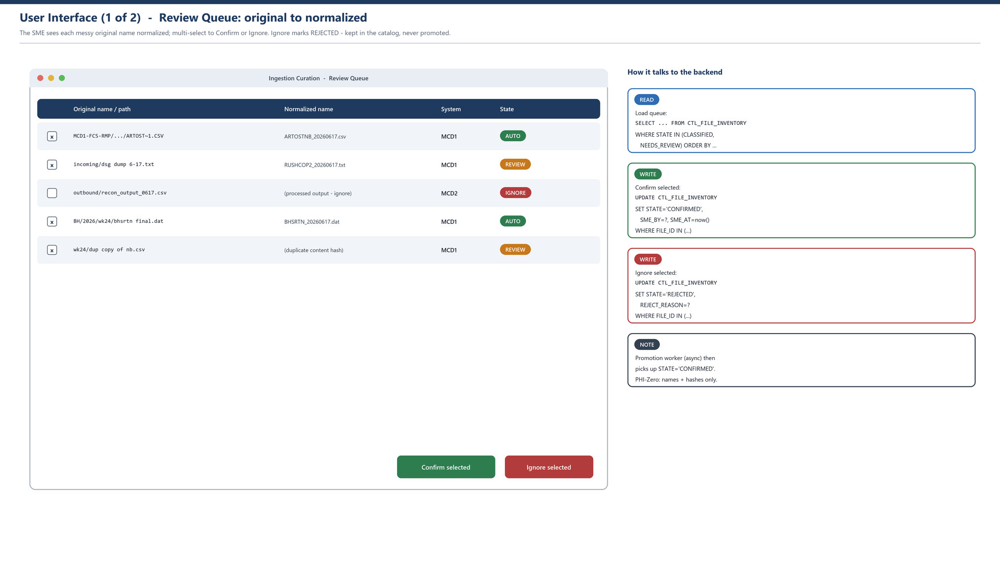 User Interface (1 of 2)  -  Review Queue: original to normalized
The SME sees each messy original name normalized; multi-select to Confirm or Ignore. Ignore marks REJECTED - kept in the catalog, never promoted.
Ingestion Curation  -  Review Queue
Original name / path  Normalized name  System  State
x  MCD1-FCS-RMP/.../ARTOST~1.CSV  ARTOSTNB_20260617.csv  MCD1  AUTO
x  incoming/dsg dump 6-17.txt  RUSHCOP2_20260617.txt  MCD1  REVIEW
outbound/recon_output_0617.csv  (processed output - ignore)  MCD2  IGNORE
x  BH/2026/wk24/bhsrtn final.dat  BHSRTN_20260617.dat  MCD1  AUTO
x  wk24/dup copy of nb.csv  (duplicate content hash)  MCD1  REVIEW
Confirm selected  Ignore selected
How it talks to the backend
READ
Load queue:
SELECT ... FROM CTL_FILE_INVENTORY
WHERE STATE IN (CLASSIFIED,
NEEDS_REVIEW) ORDER BY ...
WRITE
Confirm selected:
UPDATE CTL_FILE_INVENTORY
SET STATE='CONFIRMED',
SME_BY=?, SME_AT=now()
WHERE FILE_ID IN (...)
WRITE
Ignore selected:
UPDATE CTL_FILE_INVENTORY
SET STATE='REJECTED',
REJECT_REASON=?
WHERE FILE_ID IN (...)
NOTE
Promotion worker (async) then
picks up STATE='CONFIRMED'.
PHI-Zero: names + hashes only.